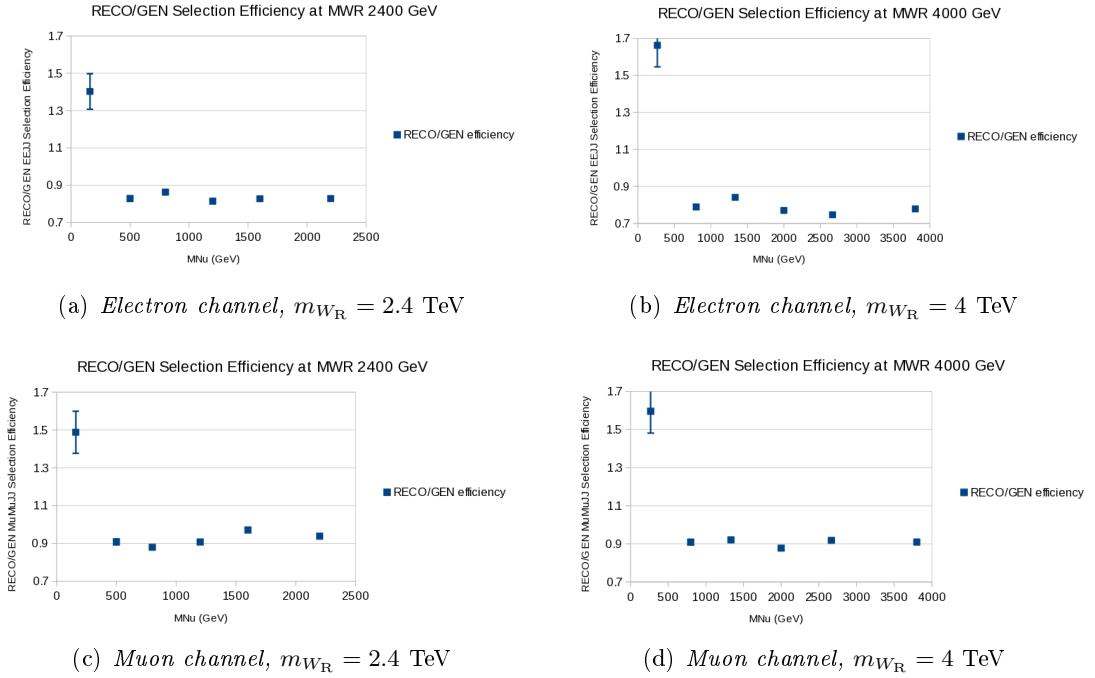 RECO/GEN Selection Efficiency at MWR 2400 GeV
RECO/GEN EEJJ Selection Efficiency
1.7
1.5
1.3
1.1
0.9
0.7
0 500 1000 1500 2000 2500
MNu (GeV)
RECO/GEN efficiency
(a) Electron channel, m_{W_R} = 2.4 TeV
RECO/GEN Selection Efficiency at MWR 4000 GeV
RECO/GEN EEJJ Selection Efficiency
1.7
1.5
1.3
1.1
0.9
0.7
0 500 1000 1500 2000 2500 3000 3500 4000
MNu (GeV)
RECO/GEN efficiency
(b) Electron channel, m_{W_R} = 4 TeV
RECO/GEN Selection Efficiency at MWR 2400 GeV
RECO/GEN MuMuJJ Selection Efficiency
1.7
1.5
1.3
1.1
0.9
0.7
0 500 1000 1500 2000 2500
MNu (GeV)
RECO/GEN efficiency
(c) Muon channel, m_{W_R} = 2.4 TeV
RECO/GEN Selection Efficiency at MWR 4000 GeV
RECO/GEN MuMuJJ Selection Efficiency
1.7
1.5
1.3
1.1
0.9
0.7
0 500 1000 1500 2000 2500 3000 3500 4000
MNu (GeV)
RECO/GEN efficiency
(d) Muon channel, m_{W_R} = 4 TeV